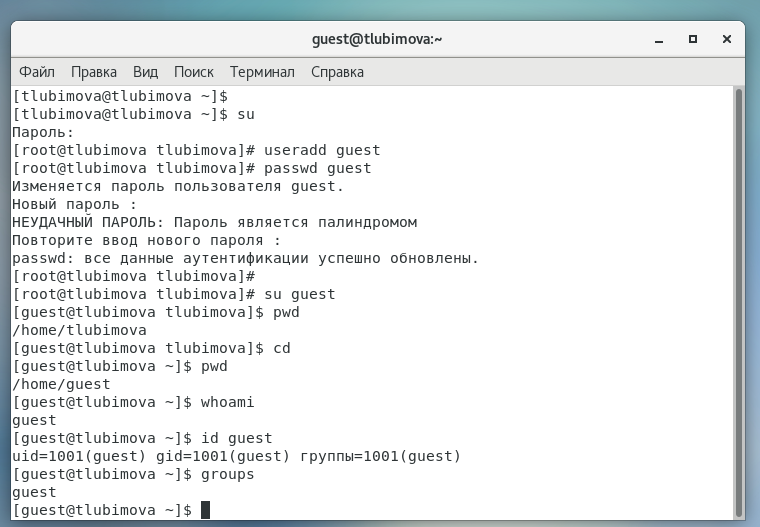 guest@tlubimova:~
Файл Правка Вид Поиск Терминал Справка
[tlubimova@tlubimova ~]$
[tlubimova@tlubimova ~]$ su
Пароль:
[root@tlubimova tlubimova]# useradd guest
[root@tlubimova tlubimova]# passwd guest
Изменяется пароль пользователя guest.
Новый пароль :
НЕУДАЧНЫЙ ПАРОЛЬ: Пароль является палиндромом
Повторите ввод нового пароля :
passwd: все данные аутентификации успешно обновлены.
[root@tlubimova tlubimova]#
[root@tlubimova tlubimova]# su guest
[guest@tlubimova tlubimova]$ pwd
/home/tlubimova
[guest@tlubimova tlubimova]$ cd
[guest@tlubimova ~]$ pwd
/home/guest
[guest@tlubimova ~]$ whoami
guest
[guest@tlubimova ~]$ id guest
uid=1001(guest) gid=1001(guest) группы=1001(guest)
[guest@tlubimova ~]$ groups
guest
[guest@tlubimova ~]$